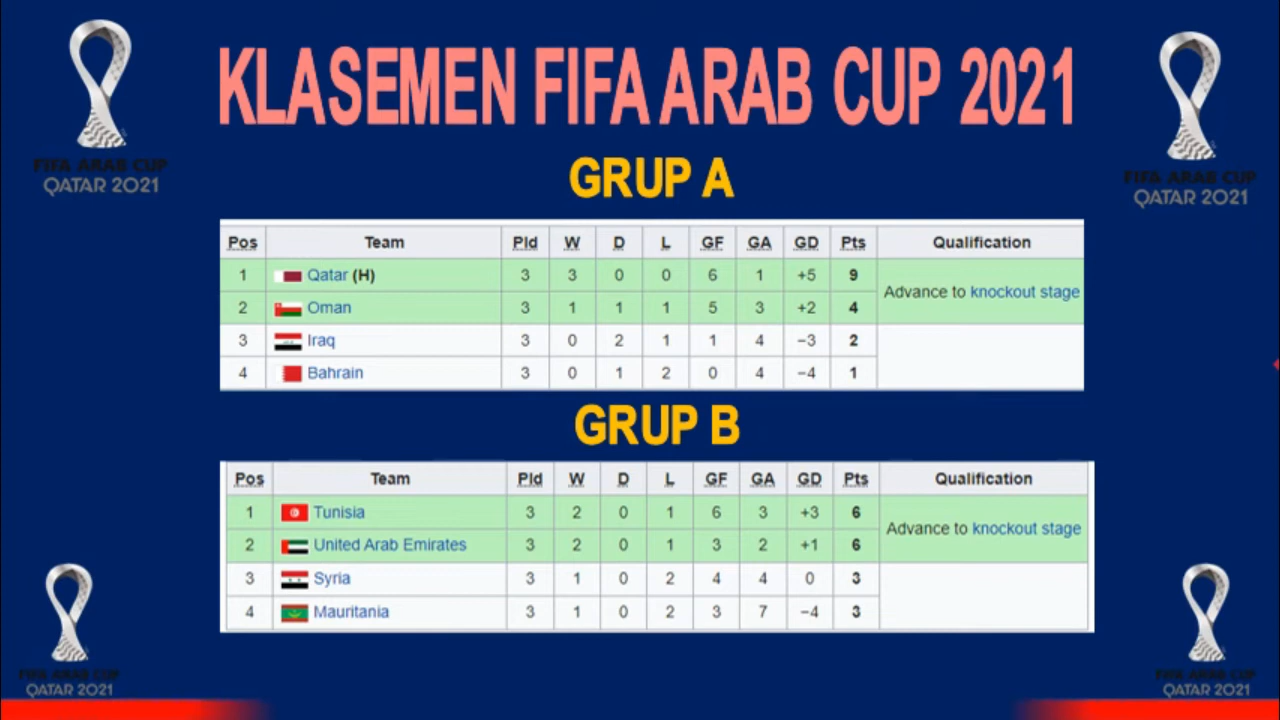 KLASEMEN FIFA ARAB CUP 2021
FIFA ARAB CUP
QATAR 2021
FIFA ARAB CUP
QATAR 2021
GRUP A
Pos Team Pld W D L GF GA GD Pts Qualification
1 Qatar (H) 3 3 0 0 6 1 +5 9
Advance to knockout stage
2 Oman 3 1 1 1 5 3 +2 4
3 Iraq 3 0 2 1 1 4 −3 2
4 Bahrain 3 0 1 2 0 4 −4 1
GRUP B
Pos Team Pld W D L GF GA GD Pts Qualification
1 Tunisia 3 2 0 1 6 3 +3 6
Advance to knockout stage
2 United Arab Emirates 3 2 0 1 3 2 +1 6
3 Syria 3 1 0 2 4 4 0 3
4 Mauritania 3 1 0 2 3 7 −4 3
FIFA ARAB CUP
QATAR 2021
FIFA ARAB CUP
QATAR 2021